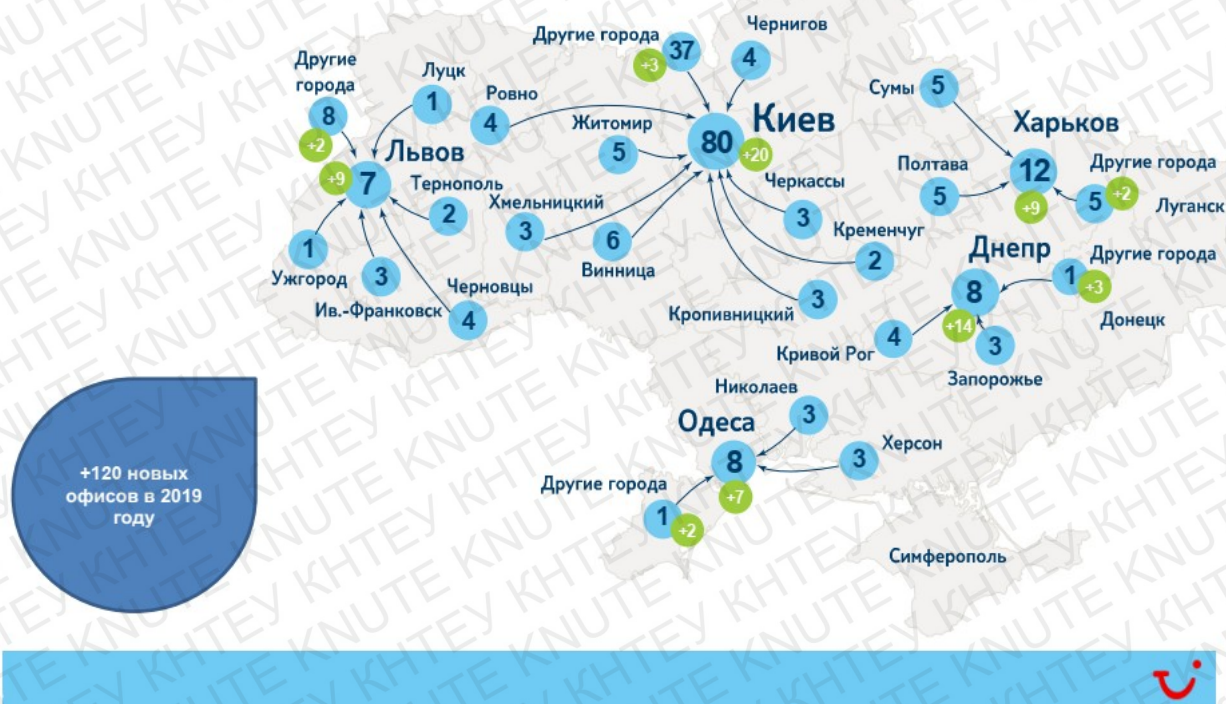 Другие города
37
+3
Чернигов
4
Другие
города
8
+2
Луцк
1
Ровно
4
Житомир
5
Киев
80
+20
Сумы
5
Харьков
12
+9
Полтава
5
Другие города
5
+2
Луганск
Львов
7
+9
Тернополь
2
Хмельницкий
3
Винница
6
Черкассы
3
Кременчуг
2
Кропивницкий
3
Ужгород
1
Ив.-Франковск
3
Черновцы
4
Днепр
8
+14
Другие города
1
+3
Донецк
Кривой Рог
4
Запорожье
3
Николаев
3
Одеса
8
+7
Херсон
3
Другие города
1
+2
Симферополь
+120 новых
офисов в 2019
году
KNUTE КНТЕУ KNUTE КНТЕУ